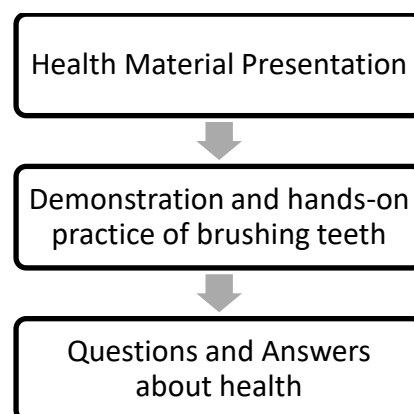 Health Material Presentation
Demonstration and hands-on
practice of brushing teeth
Questions and Answers
about health